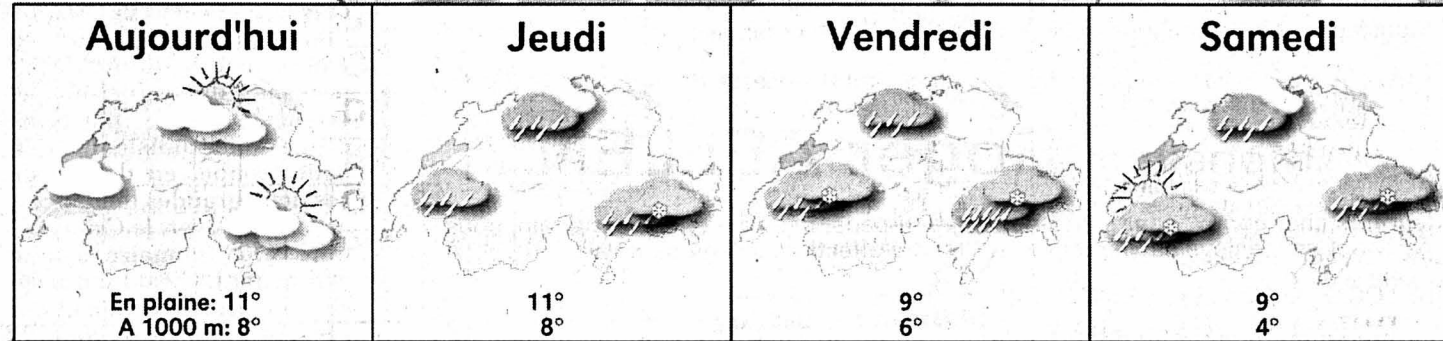 Aujourd'hui
En plaine: 11°
A 1000 m: 8°
Jeudi
11°
8°
Vendredi
9°
6°
Samedi
9°
4°